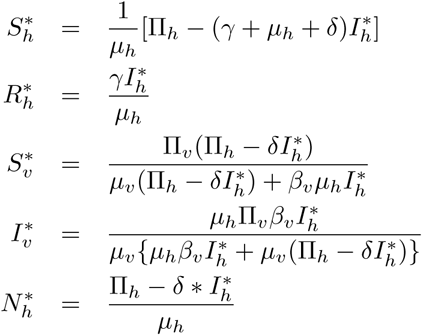 S_h^* = \frac{1}{\mu_h}[\Pi_h - (\gamma + \mu_h + \delta)I_h^*]
R_h^* = \frac{\gamma I_h^*}{\mu_h}
S_v^* = \frac{\Pi_v(\Pi_h - \delta I_h^*)}{\mu_v(\Pi_h - \delta I_h^*) + \beta_v \mu_h I_h^*}
I_v^* = \frac{\mu_h \Pi_v \beta_v I_h^*}{\mu_v\{\mu_h \beta_v I_h^* + \mu_v(\Pi_h - \delta I_h^*)\}}
N_h^* = \frac{\Pi_h - \delta * I_h^*}{\mu_h}